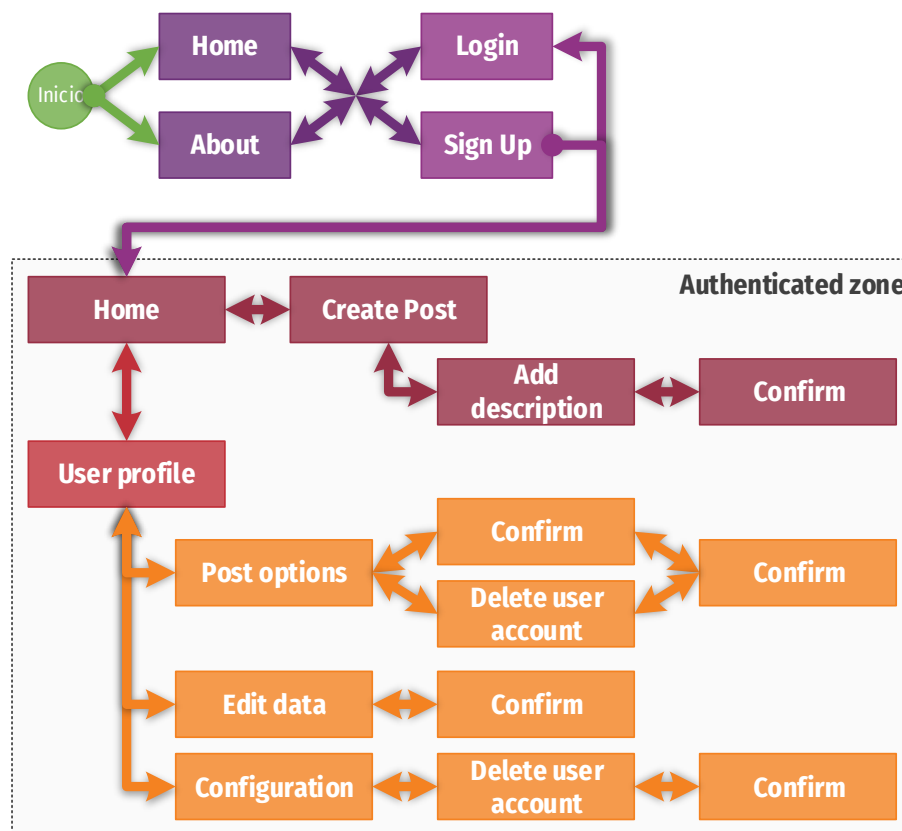 Home
Login
Inicio
About
Sign Up
Authenticated zone
Home
Create Post
Add
description
Confirm
User profile
Confirm
Post options
Confirm
Delete user
account
Edit data
Confirm
Configuration
Delete user
account
Confirm